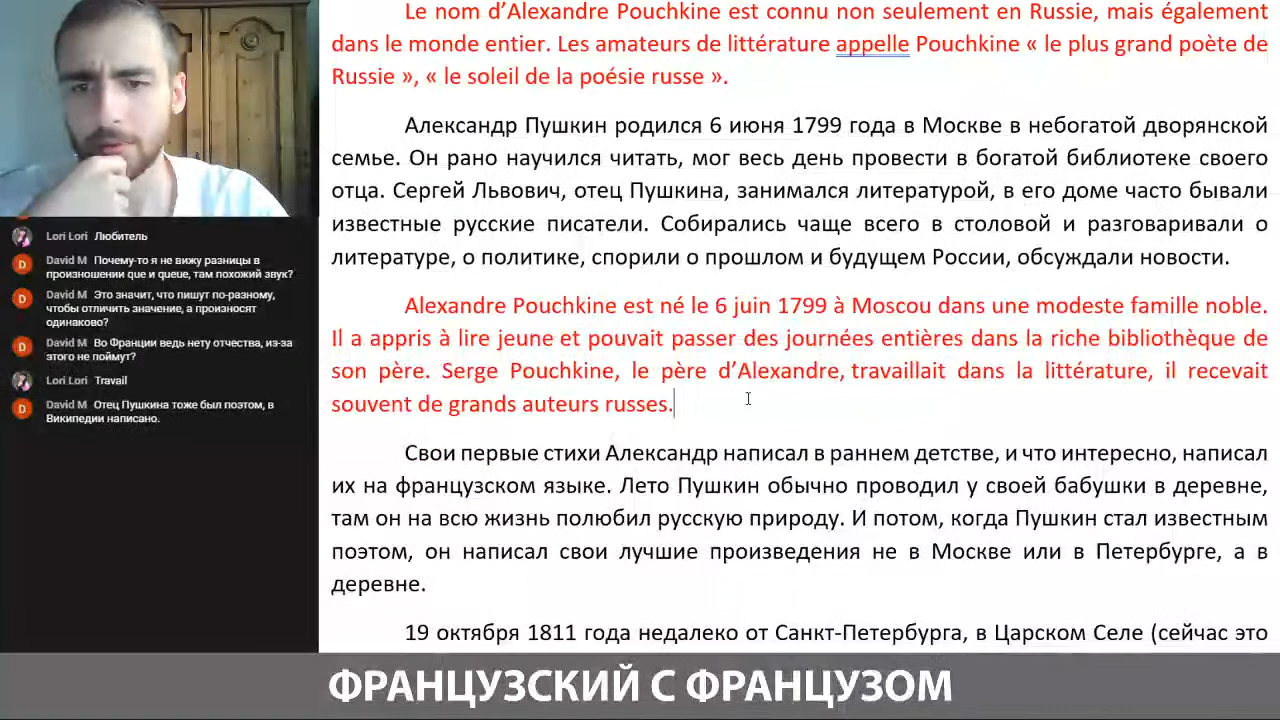 Le nom d’Alexandre Pouchkine est connu non seulement en Russie, mais également
dans le monde entier. Les amateurs de littérature appelle Pouchkine « le plus grand poète de
Russie », « le soleil de la poésie russe ».
Александр Пушкин родился 6 июня 1799 года в Москве в небогатой дворянской
семье. Он рано научился читать, мог весь день провести в богатой библиотеке своего
отца. Сергей Львович, отец Пушкина, занимался литературой, в его доме часто бывали
известные русские писатели. Собирались чаще всего в столовой и разговаривали о
литературе, о политике, спорили о прошлом и будущем России, обсуждали новости.
Alexandre Pouchkine est né le 6 juin 1799 à Moscou dans une modeste famille noble.
Il a appris à lire jeune et pouvait passer des journées entières dans la riche bibliothèque de
son père. Serge Pouchkine, le père d’Alexandre, travaillait dans la littérature, il recevait
souvent de grands auteurs russes.
Свои первые стихи Александр написал в раннем детстве, и что интересно, написал
их на французском языке. Лето Пушкин обычно проводил у своей бабушки в деревне,
там он на всю жизнь полюбил русскую природу. И потом, когда Пушкин стал известным
поэтом, он написал свои лучшие произведения не в Москве или в Петербурге, а в
деревне.
19 октября 1811 года недалеко от Санкт-Петербурга, в Царском Селе (сейчас это
Lori Lori Любитель
D David M Почему-то я не вижу разницы в
произношении que и queue, там похожий звук?
D David M Это значит, что пишут по-разному,
чтобы отличить значение, а произносят
одинаково?
D David M Во Франции ведь нету отчества, из-за
этого не поймут?
Lori Lori Travail
D David M Отец Пушкина тоже был поэтом, в
Википедии написано.
ФРАНЦУЗСКИЙ С ФРАНЦУЗОМ